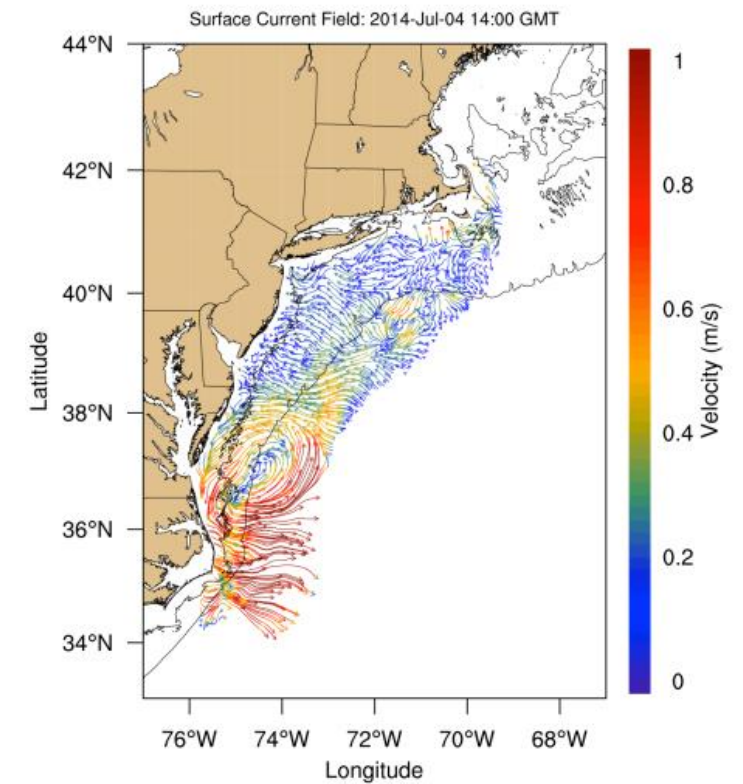 Surface Current Field: 2014-Jul-04 14:00 GMT
44°N
42°N
40°N
38°N
36°N
34°N
Latitude
76°W 74°W 72°W 70°W 68°W
Longitude
1
0.8
0.6
0.4
0.2
0
Velocity (m/s)